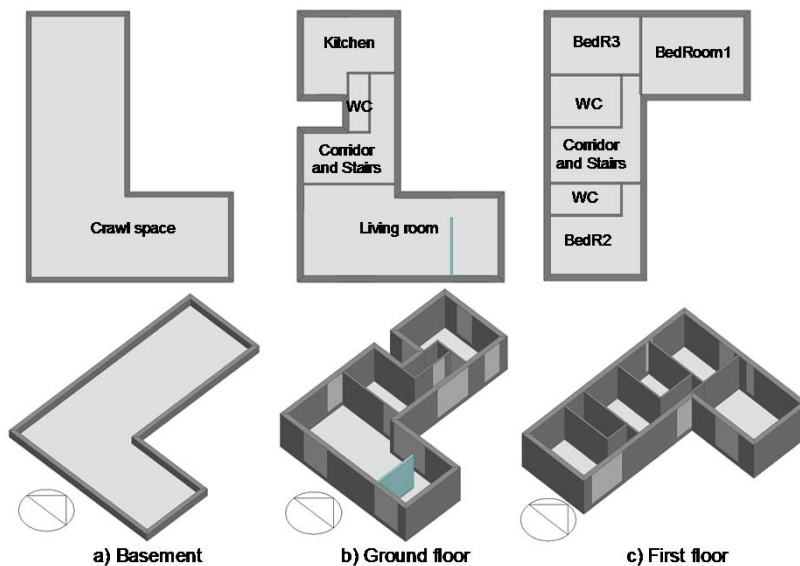 Kitchen
WC
Corridor
and Stairs
Living room
Crawl space
BedR3
BedRoom1
WC
Corridor
and Stairs
WC
BedR2
a) Basement
b) Ground floor
c) First floor